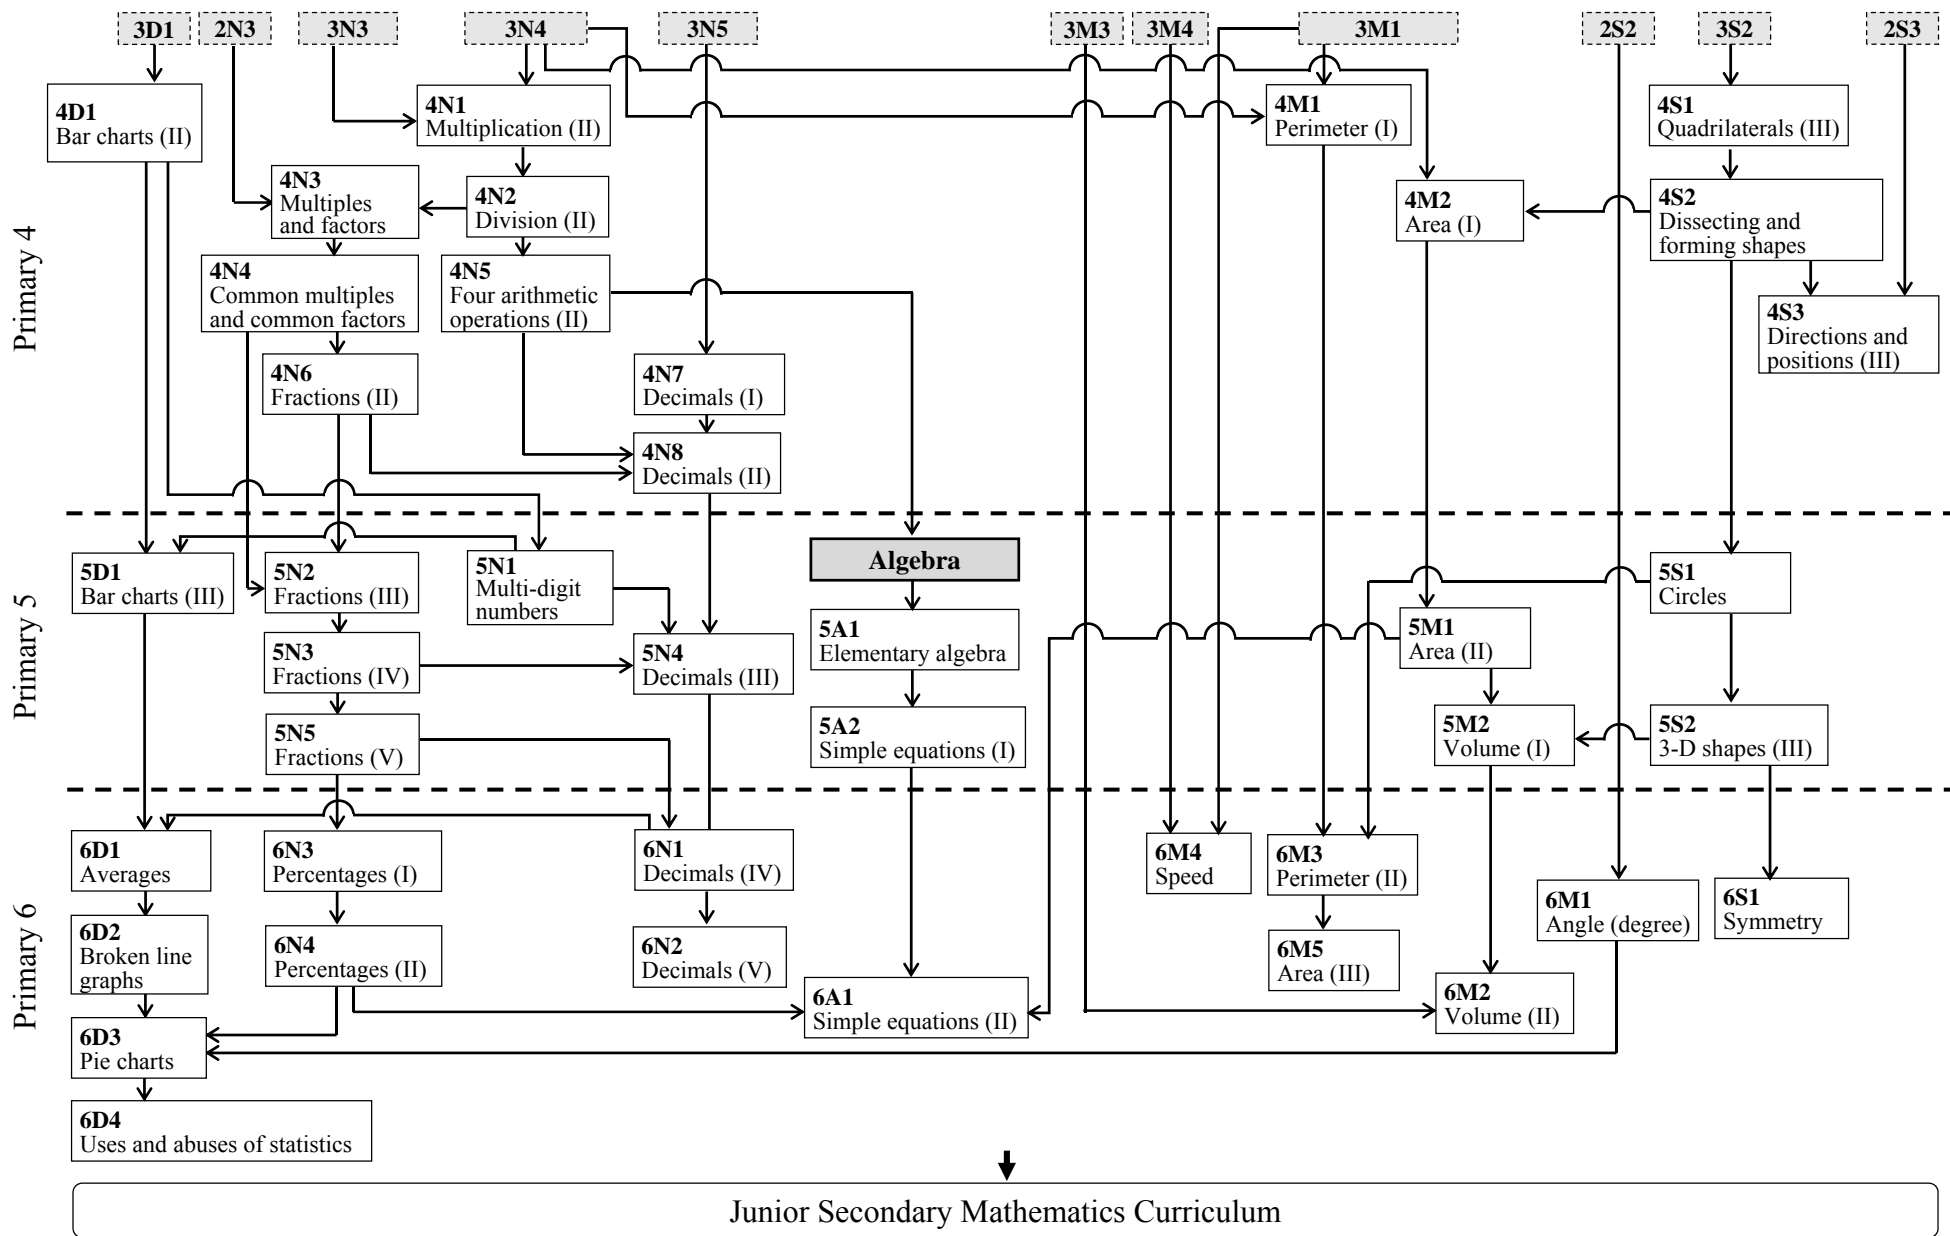 3D1
2N3
3N3
3N4
3N5
3M3
3M4
3M1
2S2
3S2
2S3
Primary 4
4D1
Bar charts (II)
4N1
Multiplication (II)
4M1
Perimeter (I)
4S1
Quadrilaterals (III)
4N3
Multiples
and factors
4N2
Division (II)
4M2
Area (I)
4S2
Dissecting and
forming shapes
4N4
Common multiples
and common factors
4N5
Four arithmetic
operations (II)
4S3
Directions and
positions (III)
4N6
Fractions (II)
4N7
Decimals (I)
4N8
Decimals (II)
Primary 5
Algebra
5D1
Bar charts (III)
5N2
Fractions (III)
5N1
Multi-digit
numbers
5S1
Circles
5A1
Elementary algebra
5M1
Area (II)
5N3
Fractions (IV)
5N4
Decimals (III)
5N5
Fractions (V)
5A2
Simple equations (I)
5M2
Volume (I)
5S2
3-D shapes (III)
Primary 6
6D1
Averages
6N3
Percentages (I)
6N1
Decimals (IV)
6M4
Speed
6M3
Perimeter (II)
6M1
Angle (degree)
6S1
Symmetry
6D2
Broken line
graphs
6N4
Percentages (II)
6N2
Decimals (V)
6M5
Area (III)
6A1
Simple equations (II)
6M2
Volume (II)
6D3
Pie charts
6D4
Uses and abuses of statistics
Junior Secondary Mathematics Curriculum